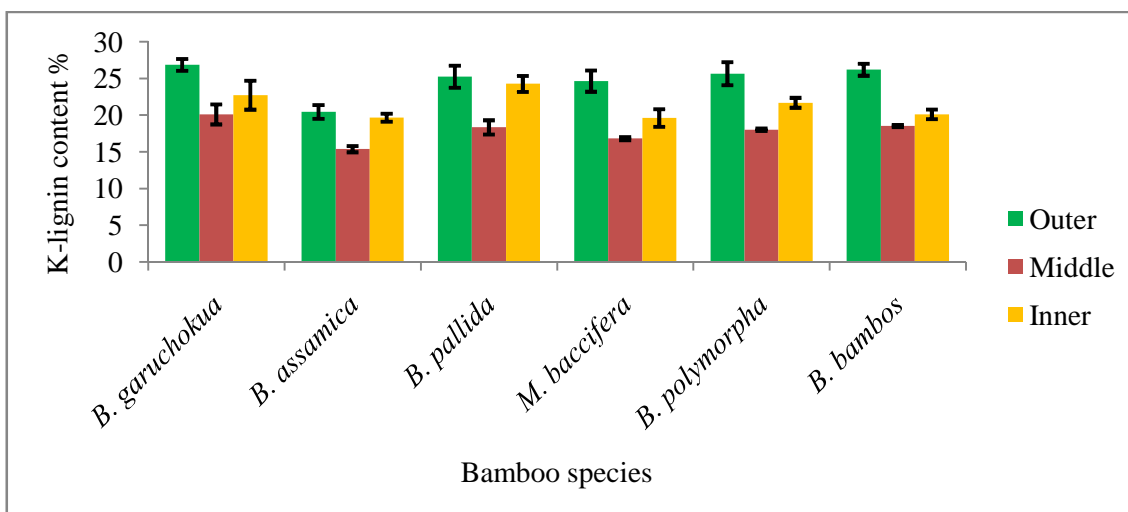 K-lignin content %
30
25
20
15
10
5
0
B. garuchokua
B. assamica
B. pallida
M. baccifera
B. polymorpha
B. bambos
Bamboo species
Outer
Middle
Inner